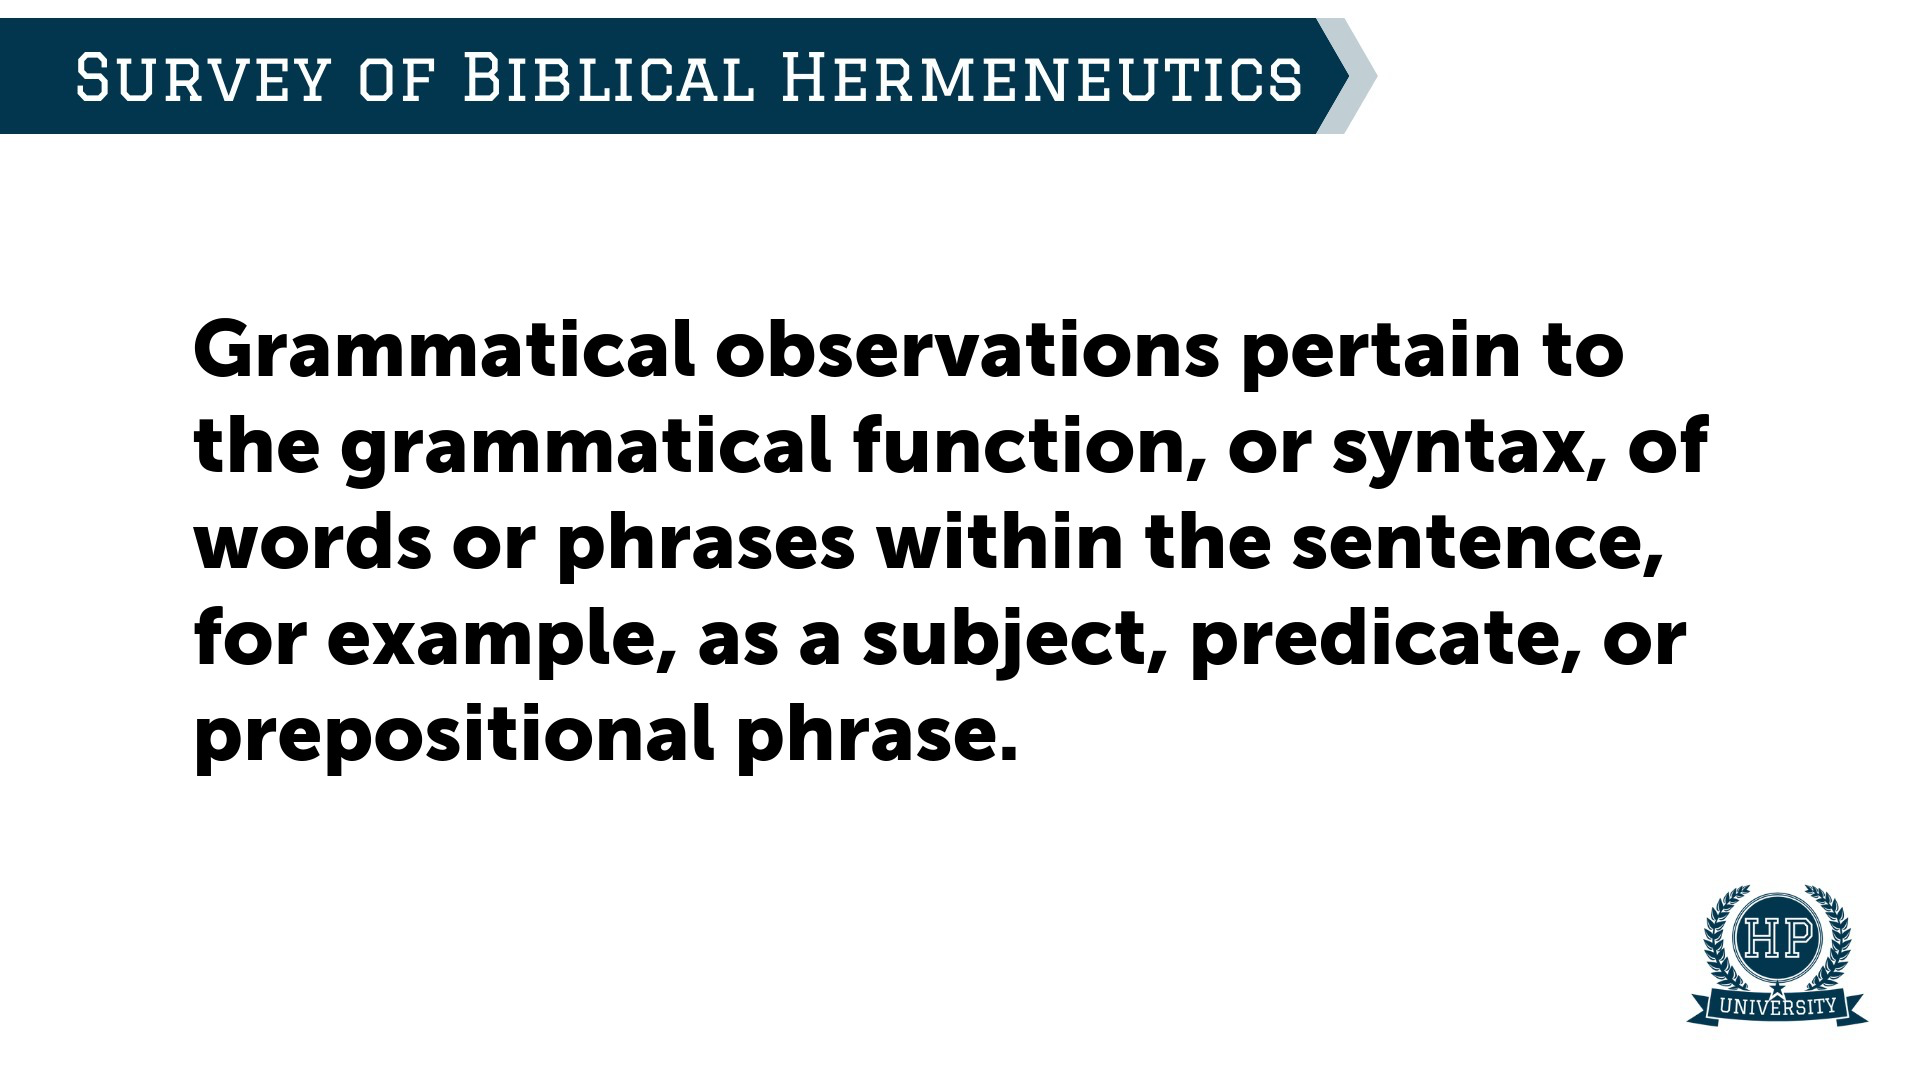 Survey of Biblical Hermeneutics
Grammatical observations pertain to
the grammatical function, or syntax, of
words or phrases within the sentence,
for example, as a subject, predicate, or
prepositional phrase.
HP
UNIVERSITY